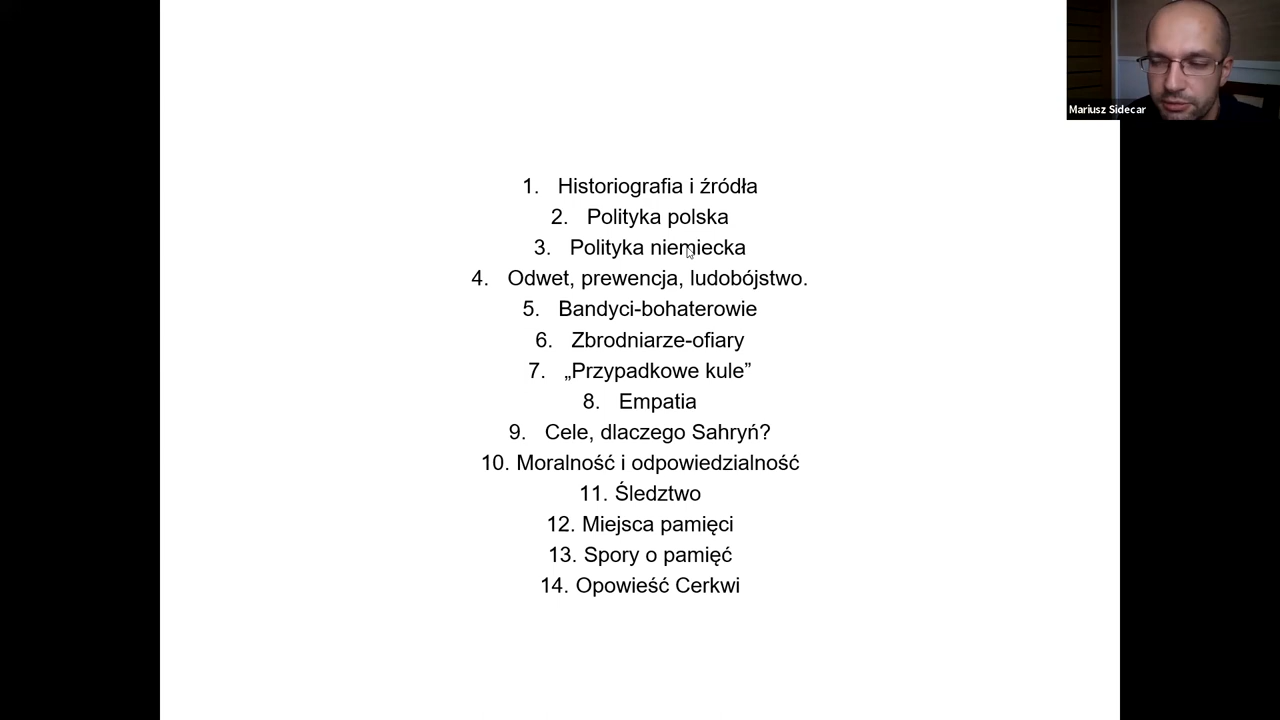 Mariusz Sidecar
1. Historiografia i źródła
2. Polityka polska
3. Polityka niemiecka
4. Odwet, prewencja, ludobójstwo.
5. Bandyci-bohaterowie
6. Zbrodniarze-ofiary
7. „Przypadkowe kule”
8. Empatia
9. Cele, dlaczego Sahryń?
10. Moralność i odpowiedzialność
11. Śledztwo
12. Miejsca pamięci
13. Spory o pamięć
14. Opowieść Cerkwi